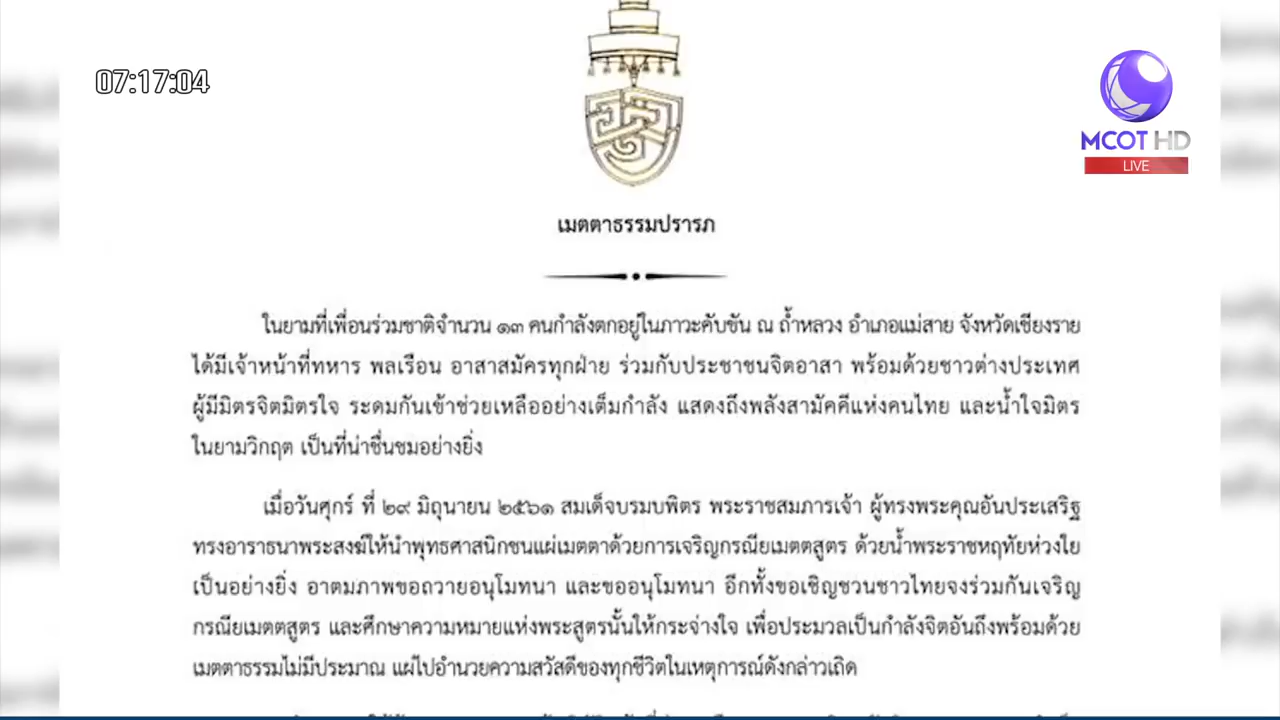 07:17:04
MCOT HD
LIVE
เมตตาธรรมปรารภ
ในยามที่เพื่อนร่วมชาติจำนวน ๑๓ คนกำลังตกอยู่ในภาวะคับขัน ณ ถ้ำหลวง อำเภอแม่สาย จังหวัดเชียงราย
ได้มีเจ้าหน้าที่ทหาร พลเรือน อาสาสมัครทุกฝ่าย ร่วมกับประชาชนจิตอาสา พร้อมด้วยชาวต่างประเทศ
ผู้มีมิตรจิตมิตรใจ ระดมกันเข้าช่วยเหลืออย่างเต็มกำลัง แสดงถึงพลังสามัคคีแห่งคนไทย และน้ำใจมิตร
ในยามวิกฤต เป็นที่น่าชื่นชมอย่างยิ่ง
เมื่อวันศุกร์ ที่ ๒๙ มิถุนายน ๒๕๖๑ สมเด็จบรมบพิตร พระราชสมภารเจ้า ผู้ทรงพระคุณอันประเสริฐ
ทรงอาราธนาพระสงฆ์ให้นำพุทธศาสนิกชนแผ่เมตตาด้วยการเจริญกรณียเมตตสูตร ด้วยน้ำพระราชหฤทัยห่วงใย
เป็นอย่างยิ่ง อาตมภาพขอถวายอนุโมทนา และขออนุโมทนา อีกทั้งขอเชิญชวนชาวไทยจงร่วมกันเจริญ
กรณียเมตตสูตร และศึกษาความหมายแห่งพระสูตรนั้นให้กระจ่างใจ เพื่อประมวลเป็นกำลังจิตอันถึงพร้อมด้วย
เมตตาธรรมไม่มีประมาณ แผ่ไปอำนวยความสวัสดีของทุกชีวิตในเหตุการณ์ดังกล่าวเถิด